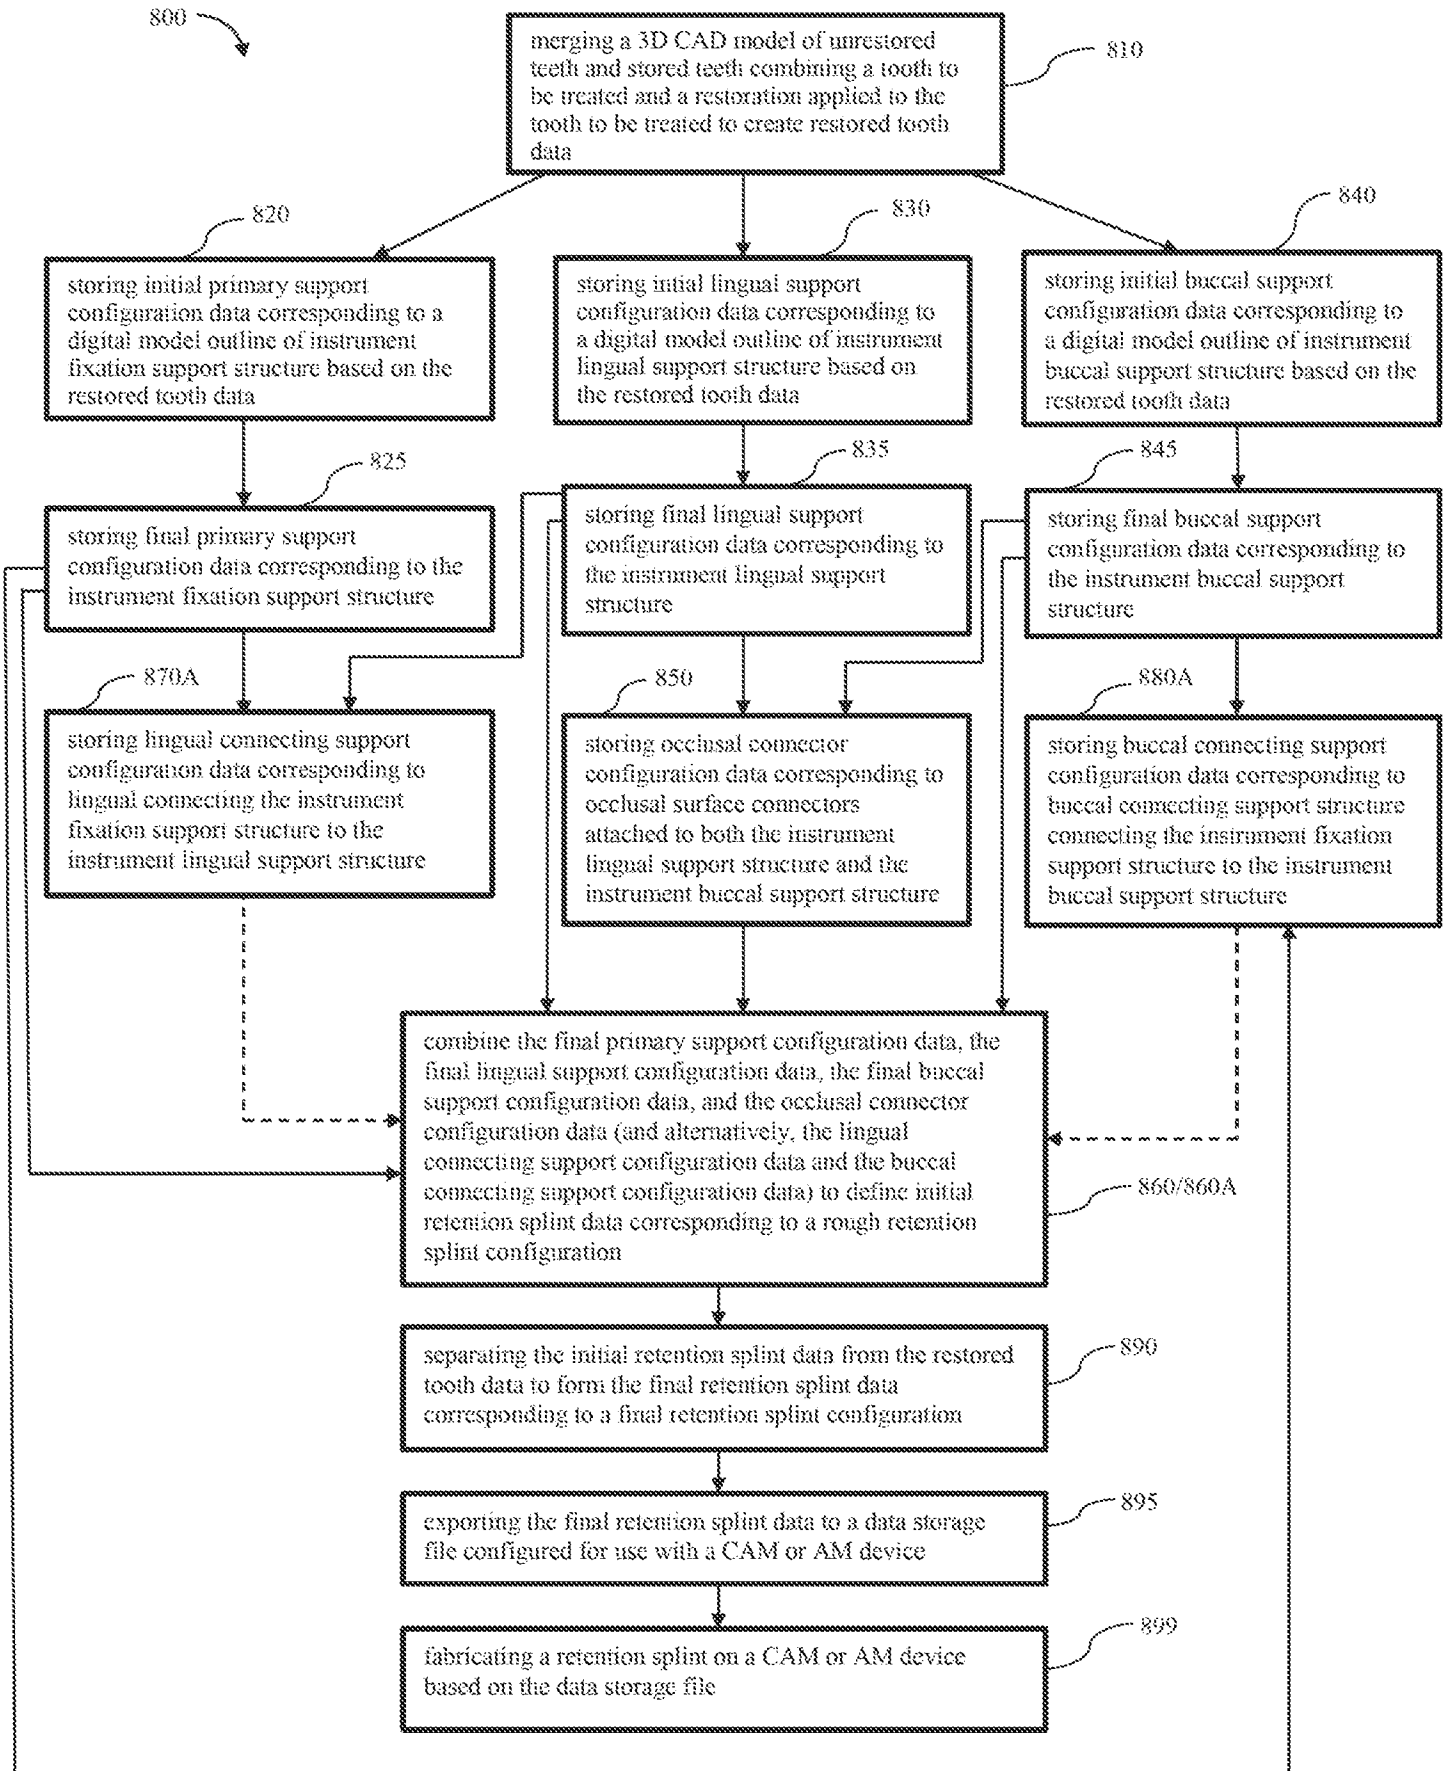 800
merging a 3D CAD model of unrestored
teeth and stored teeth combining a tooth to
be treated and a restoration applied to the
tooth to be treated to create restored tooth
data
810
820
storing initial primary support
configuration data corresponding to a
digital model outline of instrument
fixation support structure based on the
restored tooth data
830
storing intial lingual support
configuration data corresponding to
a digital model outline of instrument
lingual support structure based on
the restored tooth data
840
storing initial buccal support
configuration data corresponding to
a digital model outline of instrument
buccal support structure based on the
restored tooth data
825
storing final primary support
configuration data corresponding to the
instrument fixation support structure
835
storing final lingual support
configuration data corresponding to
the instrument lingual support
structure
845
storing final buccal support
configuration data corresponding to
the instrument buccal support
structure
870A
storing lingual connecting support
configuration data corresponding to
lingual connecting the instrument
fixation support structure to the
instrument lingual support structure
850
storing occlusal connector
configuration data corresponding to
occlusal surface connectors
attached to both the instrument
lingual support structure and the
instrument buccal support structure
880A
storing buccal connecting support
configuration data corresponding to
buccal connecting support structure
connecting the instrument fixation
support structure to the instrument
buccal support structure
combine the final primary support configuration data, the
final lingual support configuration data, the final buccal
support configuration data, and the occlusal connector
configuration data (and alternatively, the lingual
connecting support configuration data and the buccal
connecting support configuration data) to define initial
retention splint data corresponding to a rough retention
splint configuration
860/860A
separating the initial retention splint data from the restored
tooth data to form the final retention splint data
corresponding to a final retention splint configuration
890
exporting the final retention splint data to a data storage
file configured for use with a CAM or AM device
895
fabricating a retention splint on a CAM or AM device
based on the data storage file
899